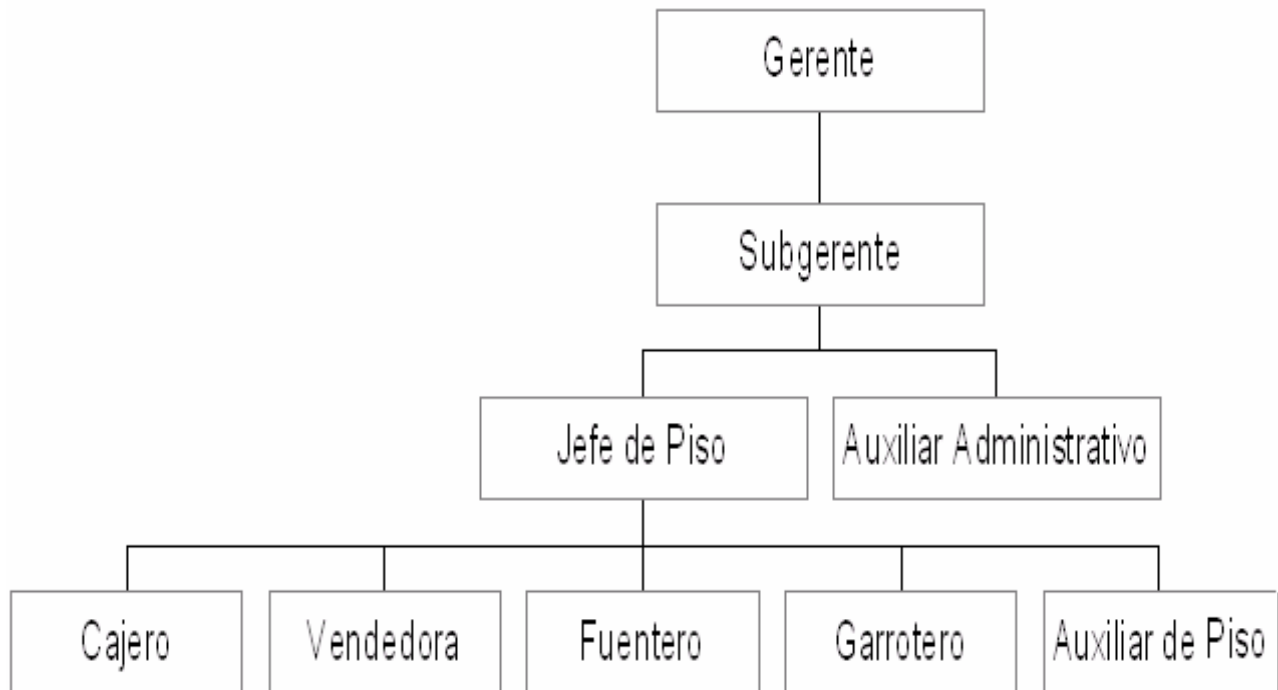 Gerente
Subgerente
Jefe de Piso
Auxiliar Administrativo
Cajero
Vendedora
Fuentero
Garrotero
Auxiliar de Piso